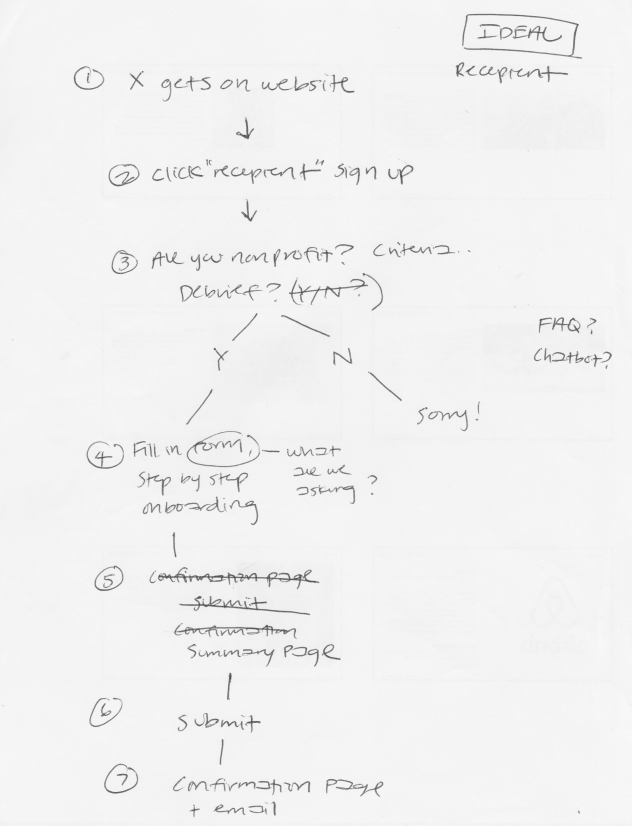 IDEAL
Receprent
① X gets on website
↓
② click "receprent" sign up
↓
③ Are you nonprofit? Criteria..
Debrief? (Y/N?)
FAQ?
Chatbot?
Y N
Sorry!
④ Fill in form, — what
are we
asking?
Step by step
onboarding
⑤ Confirmation page
Submit
Confirmation
Summary page
⑥ Submit
⑦ Confirmation page
+ email